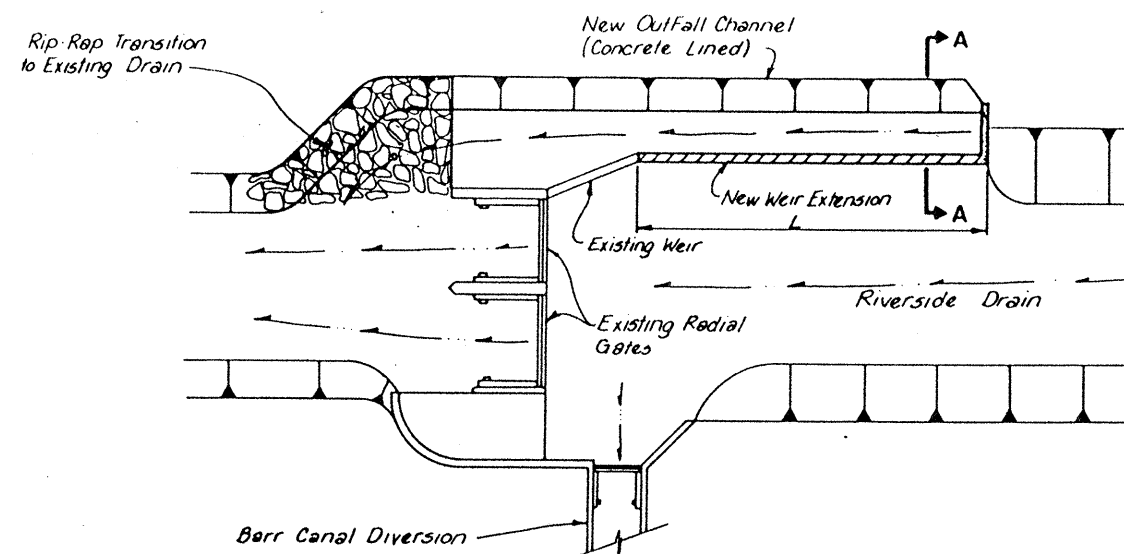 New OutFall Channel
(Concrete Lined)
A
Rip-Rap Transition
to Existing Drain
New Weir Extension
A
L
Existing Weir
Riverside Drain
Existing Radial
Gates
Barr Canal Diversion